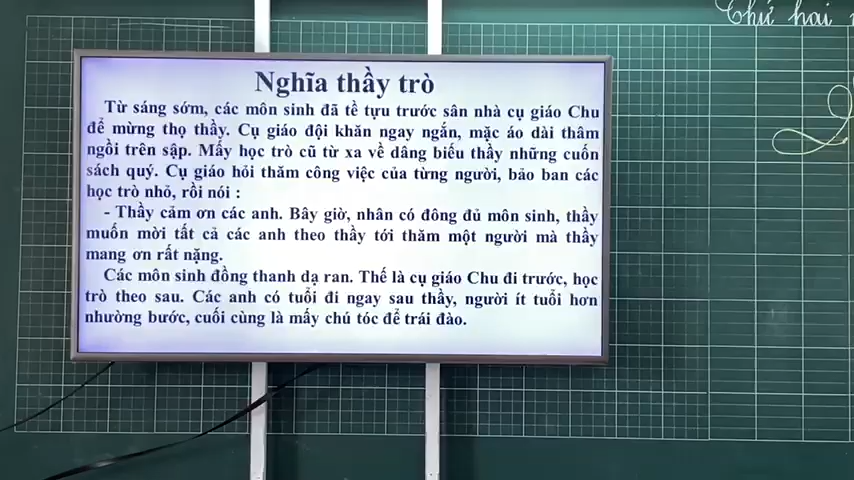 Thứ hai
Nghĩa thầy trò
Từ sáng sớm, các môn sinh đã tề tựu trước sân nhà cụ giáo Chu
để mừng thọ thầy. Cụ giáo đội khăn ngay ngắn, mặc áo dài thâm
ngồi trên sập. Mấy học trò cũ từ xa về dâng biếu thầy những cuốn
sách quý. Cụ giáo hỏi thăm công việc của từng người, bảo ban các
học trò nhỏ, rồi nói :
- Thầy cảm ơn các anh. Bây giờ, nhân có đông đủ môn sinh, thầy
muốn mời tất cả các anh theo thầy tới thăm một người mà thầy
mang ơn rất nặng.
Các môn sinh đồng thanh dạ ran. Thế là cụ giáo Chu đi trước, học
trò theo sau. Các anh có tuổi đi ngay sau thầy, người ít tuổi hơn
nhường bước, cuối cùng là mấy chú tóc để trái đào.